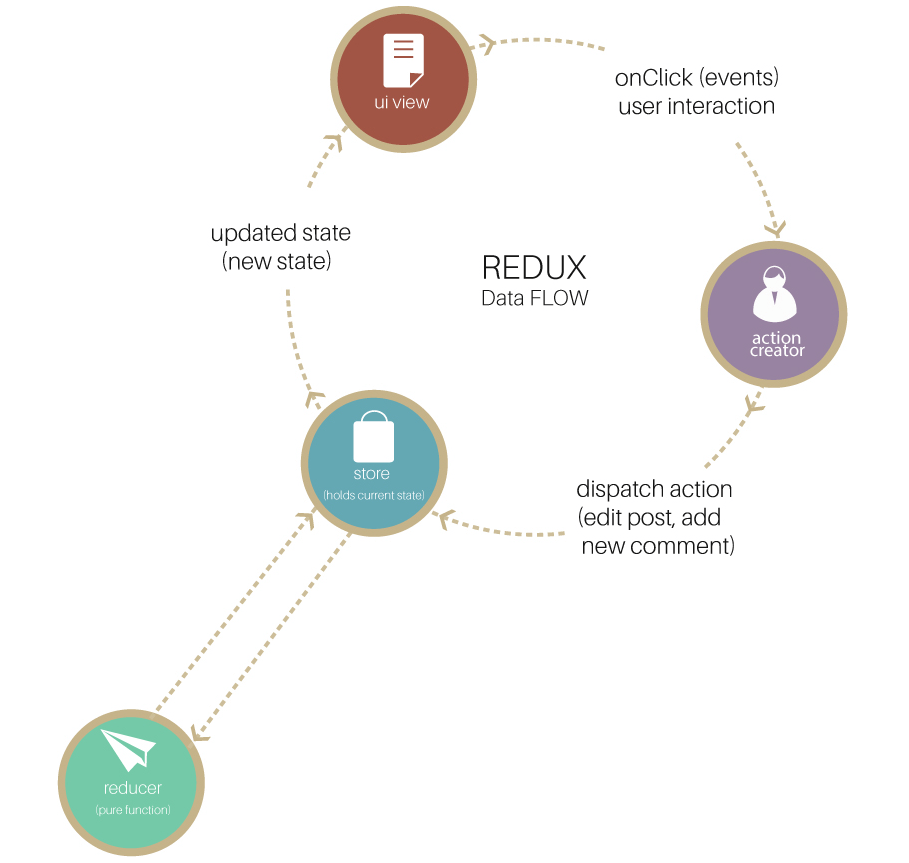 ui view
onClick (events)
user interaction
updated state
(new state)
REDUX
Data FLOW
action
creator
store
(holds current state)
dispatch action
(edit post, add
new comment)
reducer
(pure function)